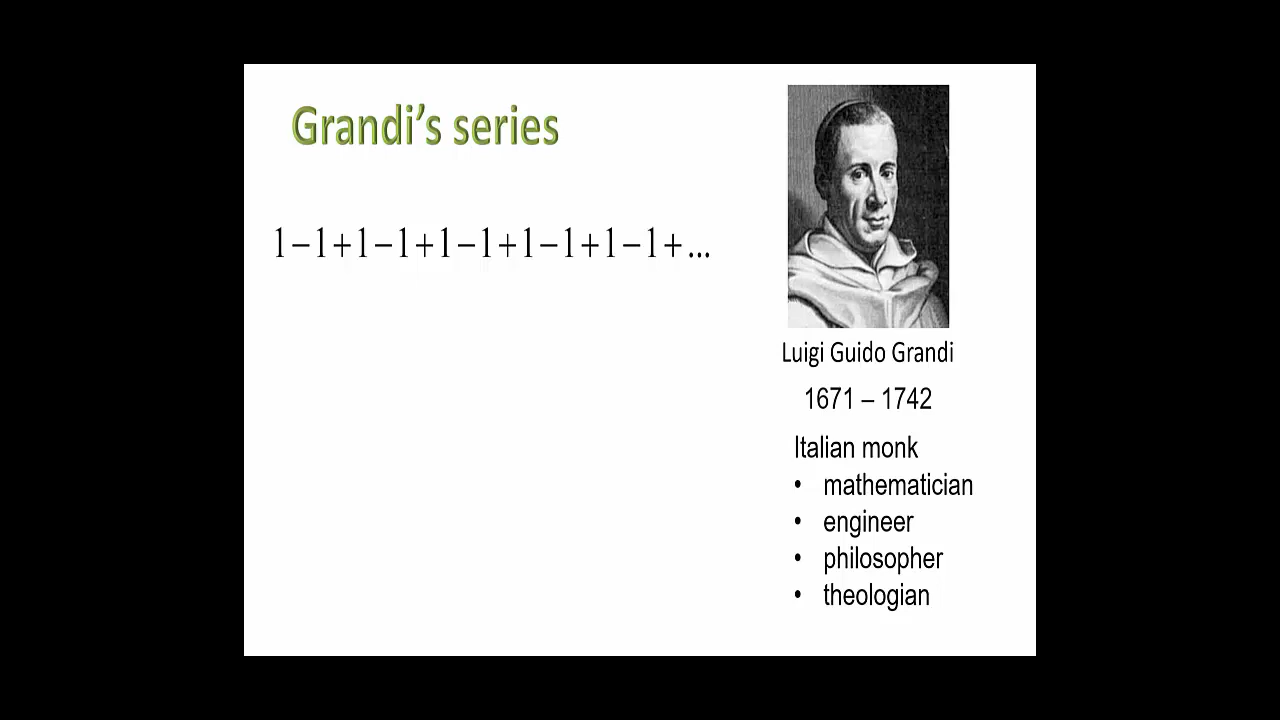 Grandi's series
1−1+1−1+1−1+1−1+1−1+...
Luigi Guido Grandi
1671 – 1742
Italian monk
• mathematician
• engineer
• philosopher
• theologian